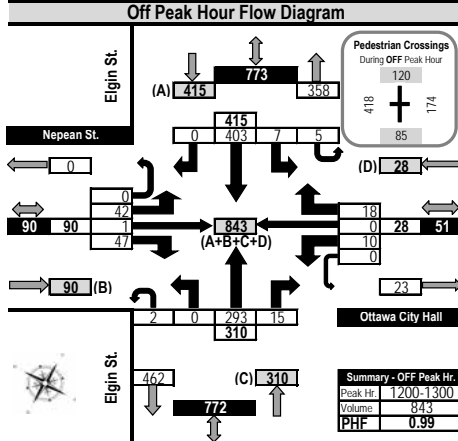 Off Peak Hour Flow Diagram
Elgin St.
773
(A) 415
358
Pedestrian Crossings
During OFF Peak Hour
120
418
174
85
415
0 403 7 5
Nepean St.
0
(D) 28
0
42
1
47
18
0
10
0
90 90
843
(A+B+C+D)
28 51
90 (B)
23
2 0 293 15
310
Ottawa City Hall
Elgin St.
462
(C) 310
772
Summary - OFF Peak Hr.
Peak Hr. 1200-1300
Volume 843
PHF 0.99